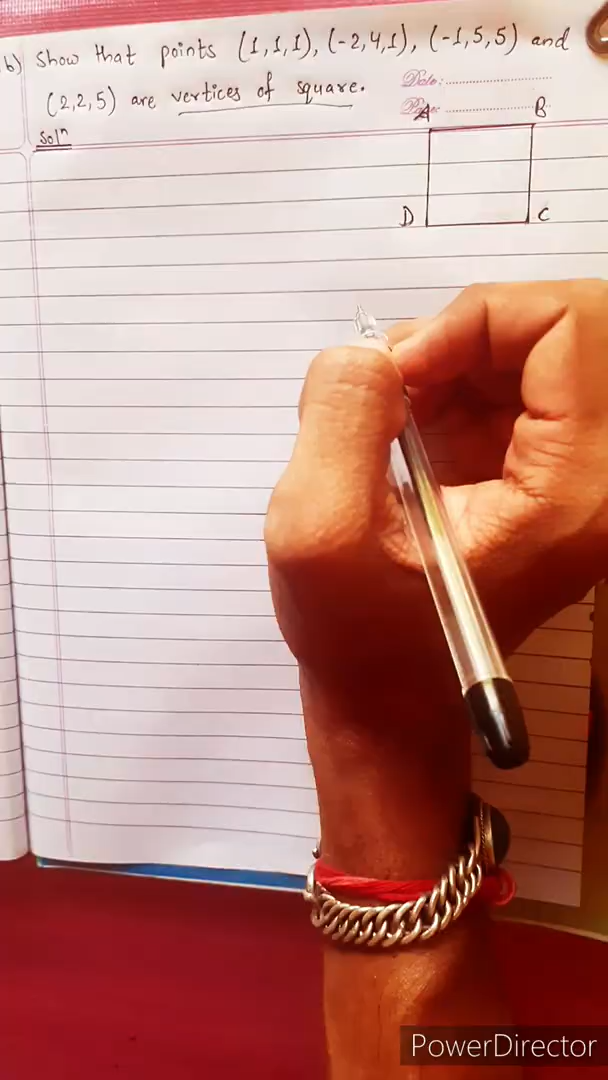 b) Show that points (1,1,1), (-2,4,1), (-1,5,5) and
(2,2,5) are vertices of square.
Date:
Soln
A B
D C
PowerDirector